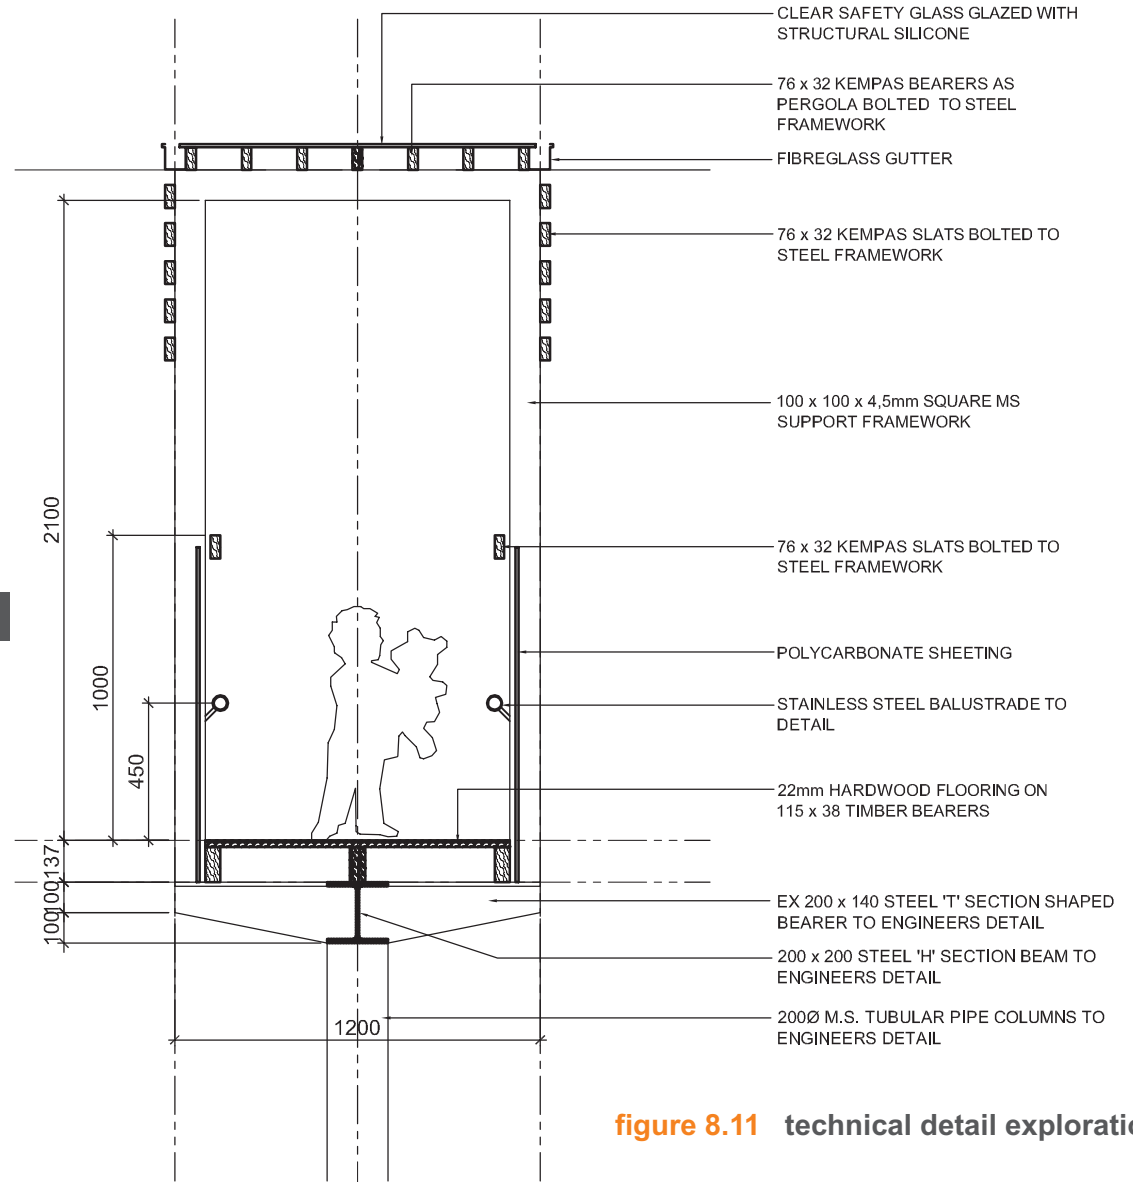 CLEAR SAFETY GLASS GLAZED WITH
STRUCTURAL SILICONE
76 x 32 KEMPAS BEARERS AS
PERGOLA BOLTED TO STEEL
FRAMEWORK
FIBREGLASS GUTTER
76 x 32 KEMPAS SLATS BOLTED TO
STEEL FRAMEWORK
100 x 100 x 4,5mm SQUARE MS
SUPPORT FRAMEWORK
76 x 32 KEMPAS SLATS BOLTED TO
STEEL FRAMEWORK
POLYCARBONATE SHEETING
STAINLESS STEEL BALUSTRADE TO
DETAIL
22mm HARDWOOD FLOORING ON
115 x 38 TIMBER BEARERS
EX 200 x 140 STEEL 'T' SECTION SHAPED
BEARER TO ENGINEERS DETAIL
200 x 200 STEEL 'H' SECTION BEAM TO
ENGINEERS DETAIL
200Ø M.S. TUBULAR PIPE COLUMNS TO
ENGINEERS DETAIL
2100
1000
450
137
100
100
1200
figure 8.11 technical detail exploratio